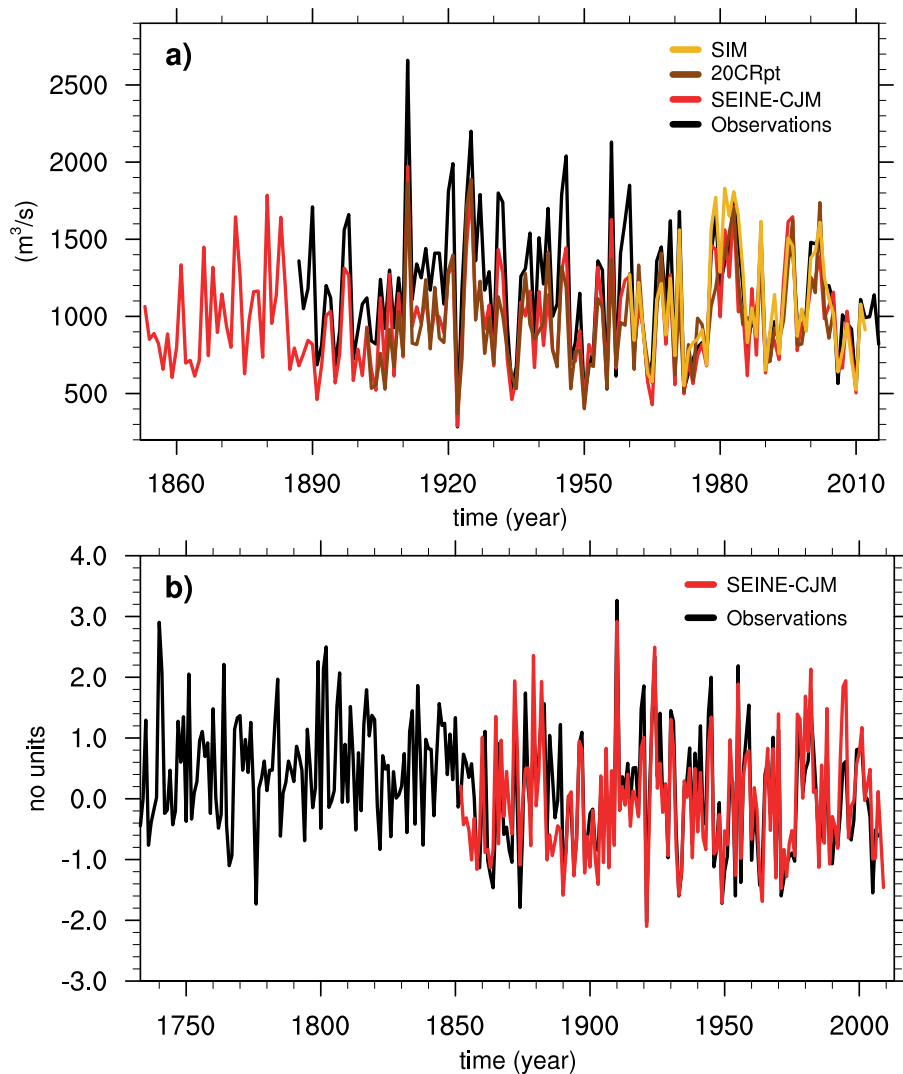 a)
SIM
20CRpt
SEINE-CJM
Observations
2500
2000
1500
1000
500
(m³/s)
1860 1890 1920 1950 1980 2010
time (year)
b)
SEINE-CJM
Observations
4.0
3.0
2.0
1.0
0.0
-1.0
-2.0
-3.0
no units
1750 1800 1850 1900 1950 2000
time (year)